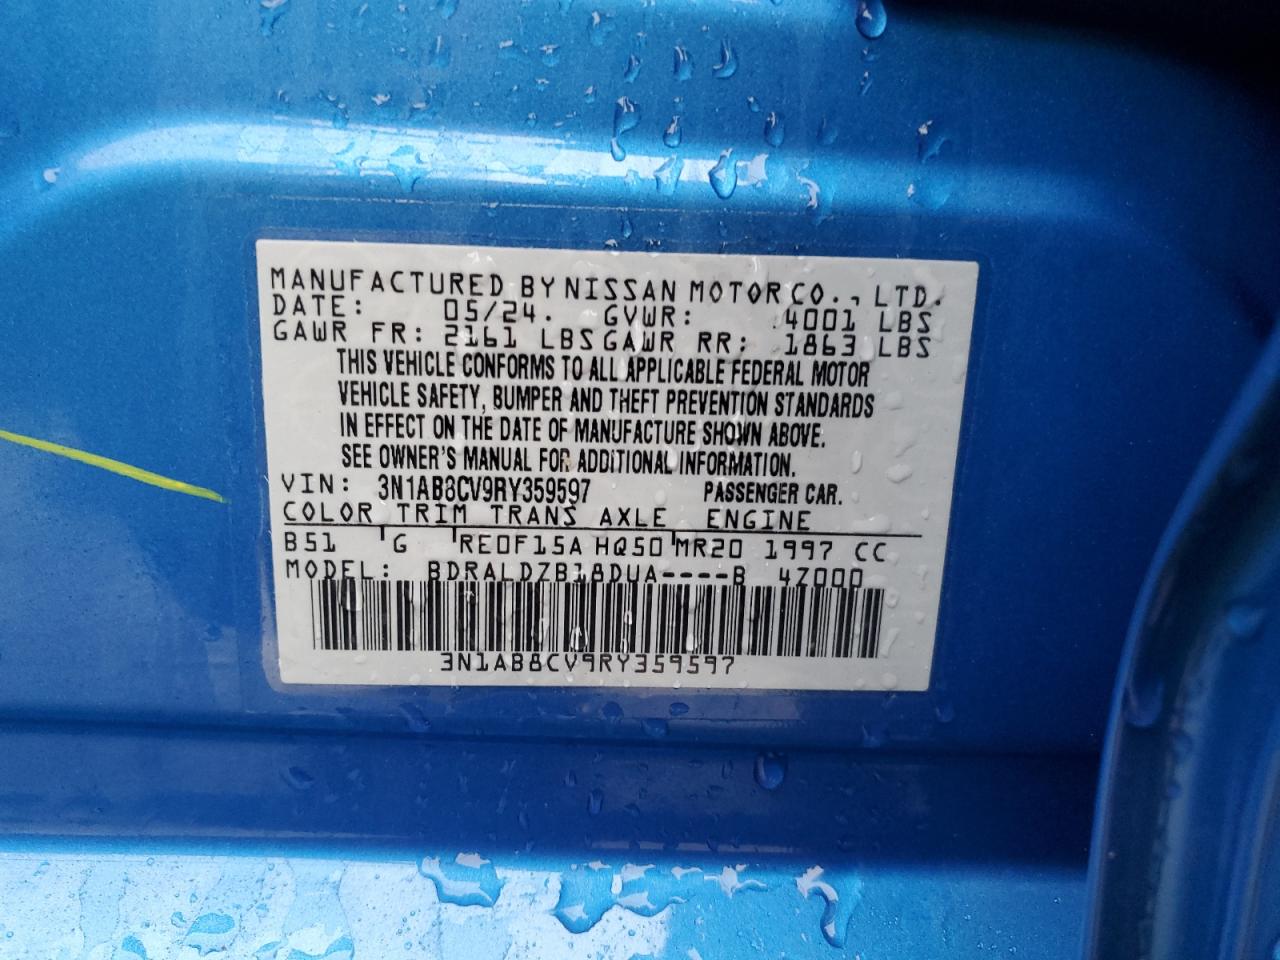 MANUFACTURED BY NISSAN MOTOR CO., LTD.
DATE: 05/24. GVWR: 4001 LBS
GAWR FR: 2161 LBS GAWR RR: 1863 LBS
THIS VEHICLE CONFORMS TO ALL APPLICABLE FEDERAL MOTOR
VEHICLE SAFETY, BUMPER AND THEFT PREVENTION STANDARDS
IN EFFECT ON THE DATE OF MANUFACTURE SHOWN ABOVE.
SEE OWNER'S MANUAL FOR ADDITIONAL INFORMATION.
VIN: 3N1AB8CV9RY359597 PASSENGER CAR.
COLOR TRIM TRANS AXLE ENGINE
B51 G RE0F15A HQ50 MR20 1997 CC
MODEL: BDRALDZB18DUA----B 4Z000
3N1AB8CV9RY359597